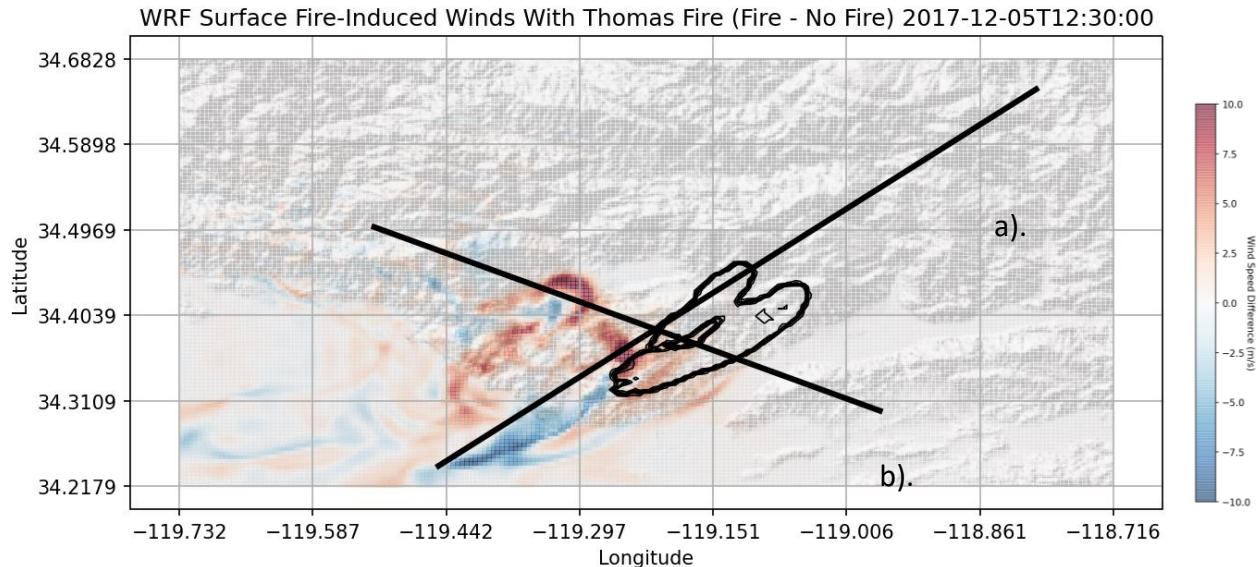 WRF Surface Fire-Induced Winds With Thomas Fire (Fire - No Fire) 2017-12-05T12:30:00
Latitude
34.6828
34.5898
34.4969
34.4039
34.3109
34.2179
a).
b).
−119.732 −119.587 −119.442 −119.297 −119.151 −119.006 −118.861 −118.716
Longitude
10.0
7.5
5.0
2.5
0.0
−2.5
−5.0
−7.5
−10.0
Wind Speed Difference (m/s)